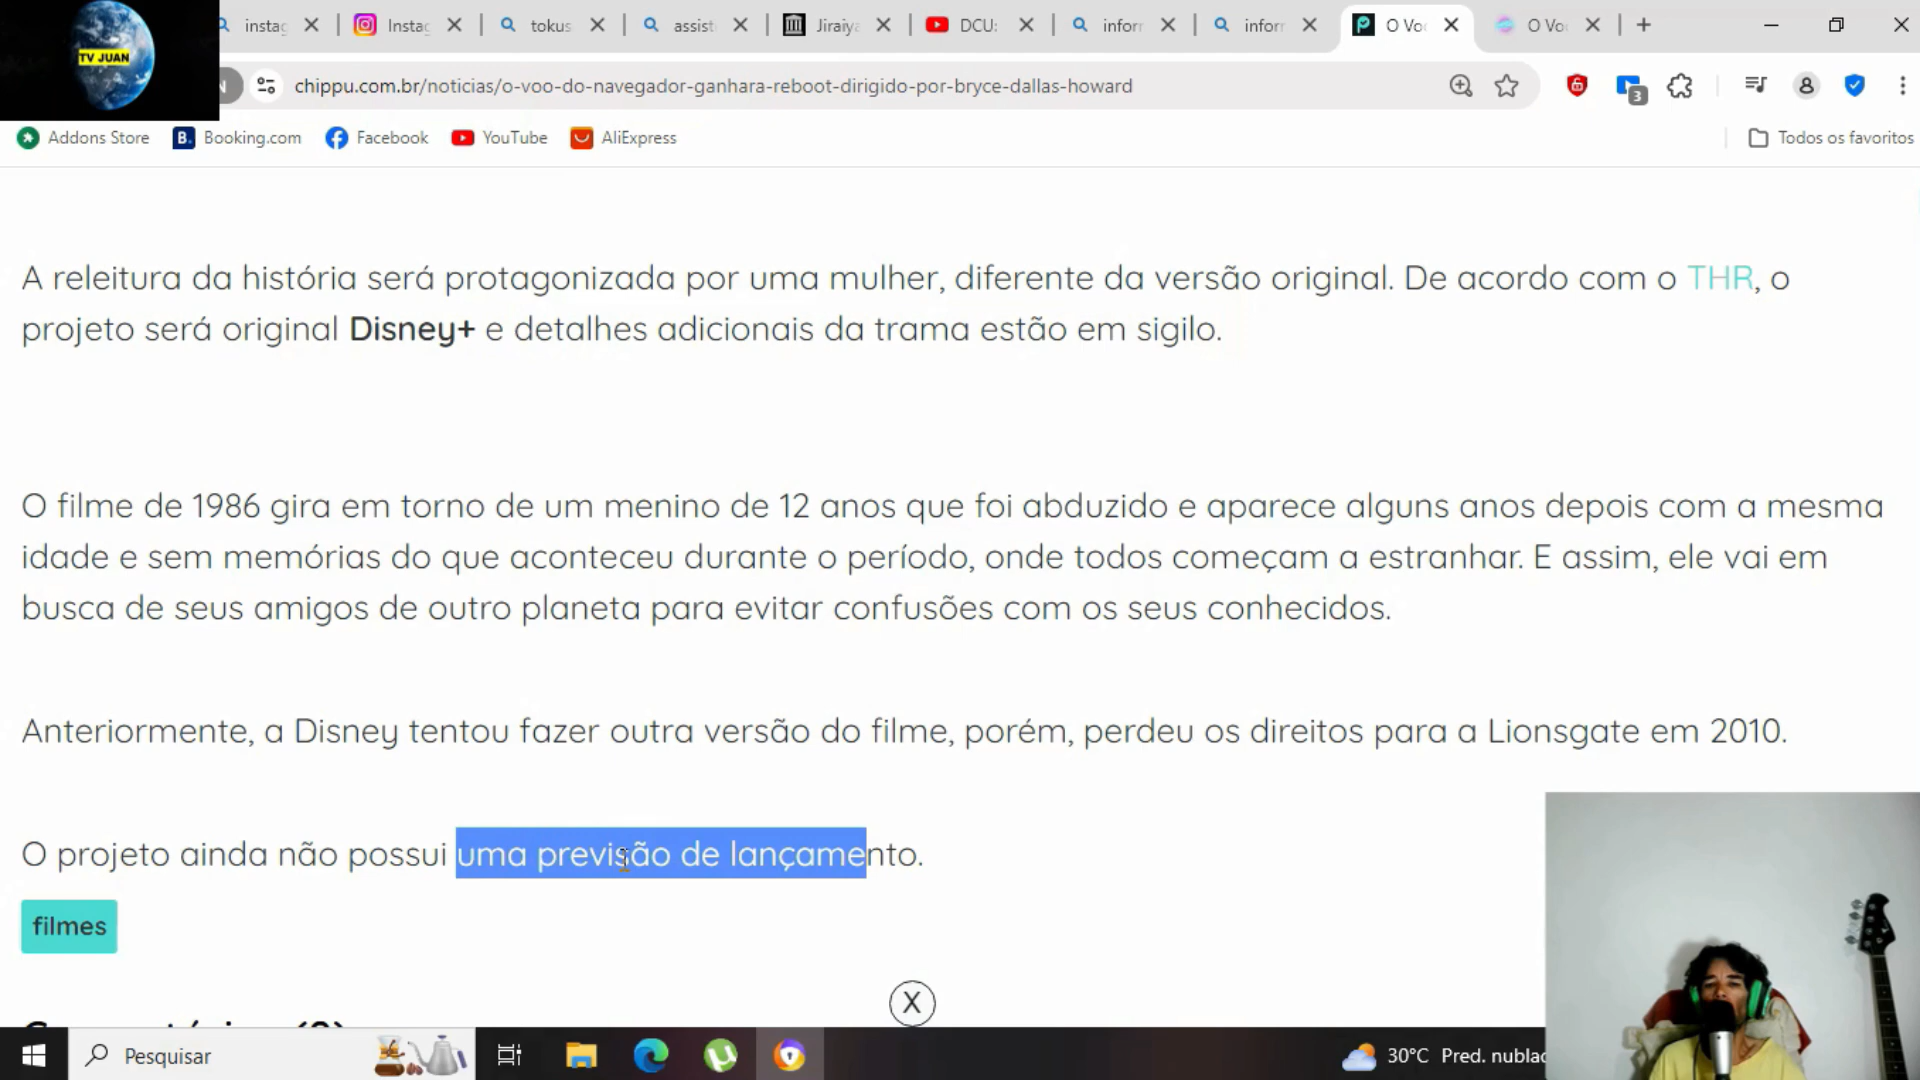 TV JUAN
instag
Instag
tokus
assist
Jiraiya
DCU:
inform
inform
O Vo
O Vo
chippu.com.br/noticias/o-voo-do-navegador-ganhara-reboot-dirigido-por-bryce-dallas-howard
3
Addons Store
B. Booking.com
Facebook
YouTube
AliExpress
Todos os favoritos
A releitura da história será protagonizada por uma mulher, diferente da versão original. De acordo com o THR, o
projeto será original Disney+ e detalhes adicionais da trama estão em sigilo.
O filme de 1986 gira em torno de um menino de 12 anos que foi abduzido e aparece alguns anos depois com a mesma
idade e sem memórias do que aconteceu durante o período, onde todos começam a estranhar. E assim, ele vai em
busca de seus amigos de outro planeta para evitar confusões com os seus conhecidos.
Anteriormente, a Disney tentou fazer outra versão do filme, porém, perdeu os direitos para a Lionsgate em 2010.
O projeto ainda não possui uma previsão de lançamento.
filmes
X
Pesquisar
30°C Pred. nublad